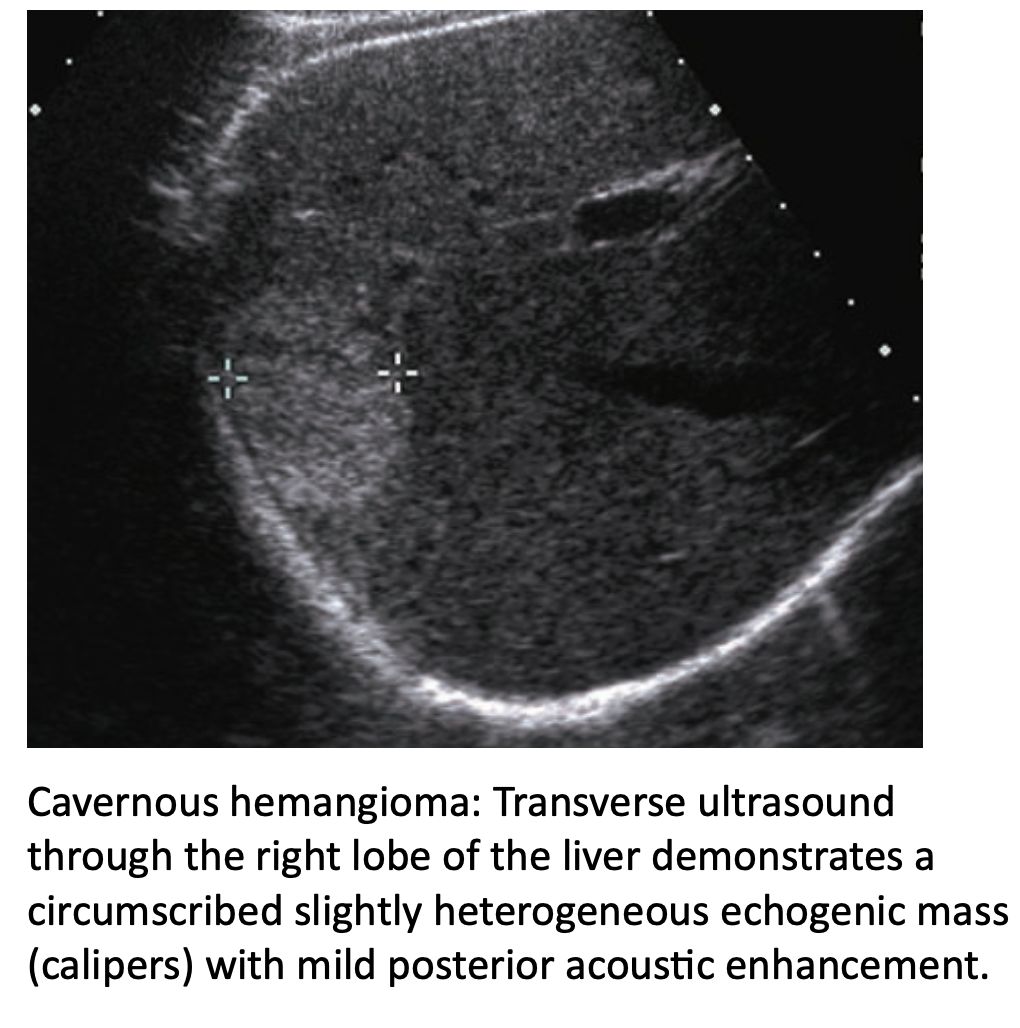 Cavernous hemangioma: Transverse ultrasound
through the right lobe of the liver demonstrates a
circumscribed slightly heterogeneous echogenic mass
(calipers) with mild posterior acoustic enhancement.